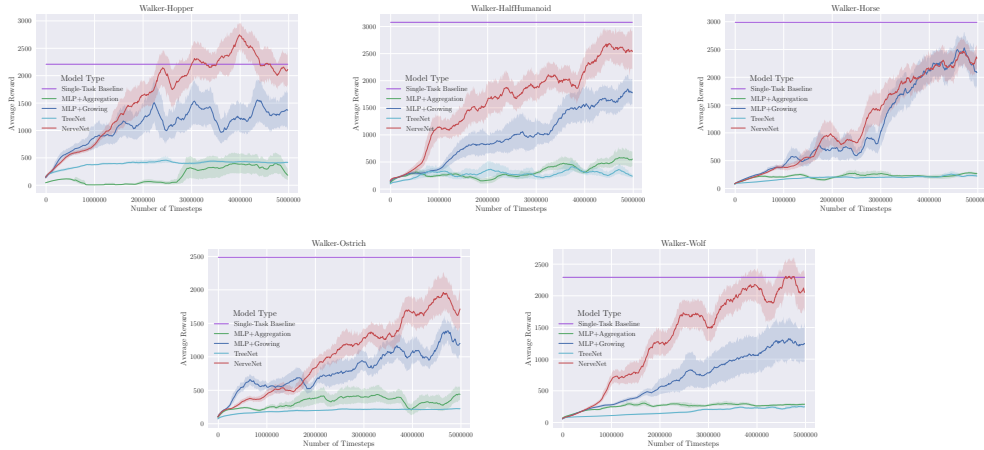 Walker-Hopper
3000
2500
2000
1500
1000
500
0
Average Reward
Model Type
Single-Task Baseline
MLP+Aggregation
MLP+Growing
TreeNet
NerveNet
0 1000000 2000000 3000000 4000000 5000000
Number of Timesteps
Walker-HalfHumanoid
3000
2500
2000
1500
1000
500
0
Average Reward
Model Type
Single-Task Baseline
MLP+Aggregation
MLP+Growing
TreeNet
NerveNet
0 1000000 2000000 3000000 4000000 5000000
Number of Timesteps
Walker-Horse
3000
2500
2000
1500
1000
500
0
Average Reward
Model Type
Single-Task Baseline
MLP+Aggregation
MLP+Growing
TreeNet
NerveNet
0 1000000 2000000 3000000 4000000 500000
Number of Timesteps
Walker-Ostrich
2500
2000
1500
1000
500
0
Average Reward
Model Type
Single-Task Baseline
MLP+Aggregation
MLP+Growing
TreeNet
NerveNet
0 1000000 2000000 3000000 4000000 5000000
Number of Timesteps
Walker-Wolf
2500
2000
1500
1000
500
0
Average Reward
Model Type
Single-Task Baseline
MLP+Aggregation
MLP+Growing
TreeNet
NerveNet
0 1000000 2000000 3000000 4000000 5000000
Number of Timesteps